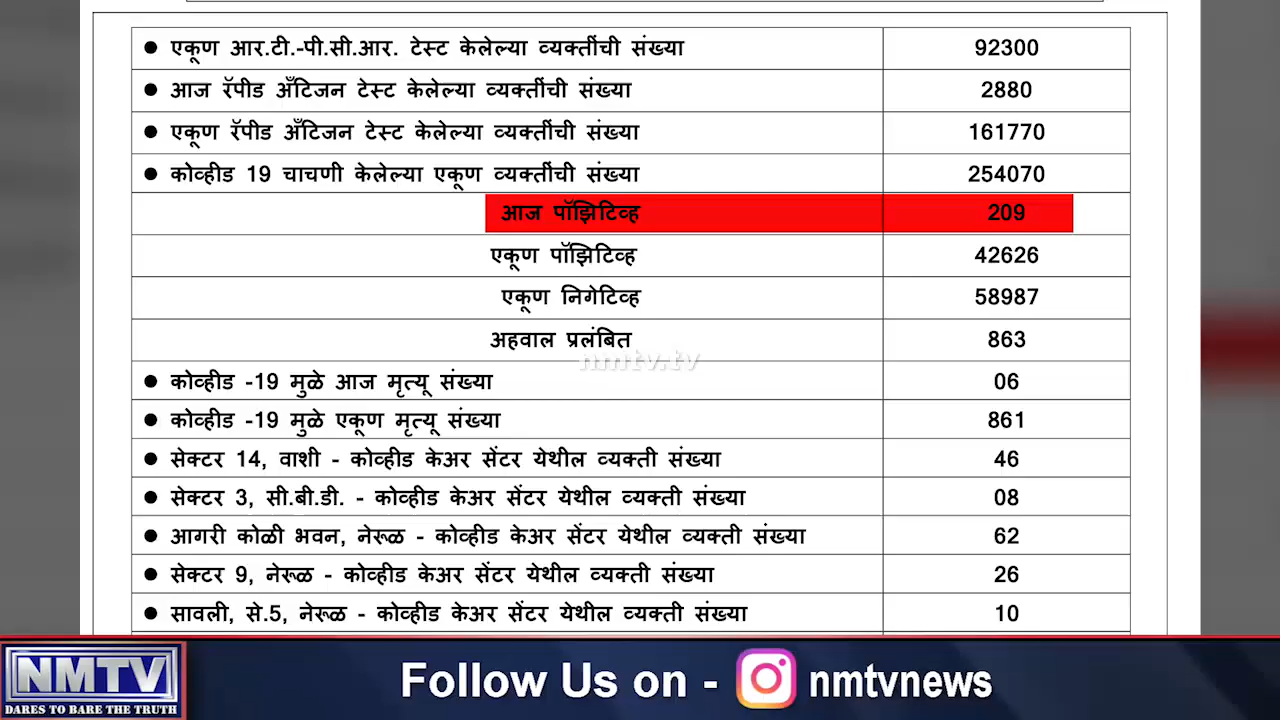 ● एकूण आर.टी.-पी.सी.आर. टेस्ट केलेल्या व्यक्तींची संख्या 92300
● आज रॅपीड अँटिजन टेस्ट केलेल्या व्यक्तींची संख्या 2880
● एकूण रॅपीड अँटिजन टेस्ट केलेल्या व्यक्तींची संख्या 161770
● कोव्हीड 19 चाचणी केलेल्या एकूण व्यक्तींची संख्या 254070
आज पॉझिटिव्ह 209
एकूण पॉझिटिव्ह 42626
एकूण निगेटिव्ह 58987
अहवाल प्रलंबित 863
nmtv.tv
● कोव्हीड -19 मुळे आज मृत्यू संख्या 06
● कोव्हीड -19 मुळे एकूण मृत्यू संख्या 861
● सेक्टर 14, वाशी - कोव्हीड केअर सेंटर येथील व्यक्ती संख्या 46
● सेक्टर 3, सी.बी.डी. - कोव्हीड केअर सेंटर येथील व्यक्ती संख्या 08
● आगरी कोळी भवन, नेरूळ - कोव्हीड केअर सेंटर येथील व्यक्ती संख्या 62
● सेक्टर 9, नेरूळ - कोव्हीड केअर सेंटर येथील व्यक्ती संख्या 26
● सावली, से.5, नेरूळ - कोव्हीड केअर सेंटर येथील व्यक्ती संख्या 10
NMTV
DARES TO BARE THE TRUTH
Follow Us on - nmtvnews